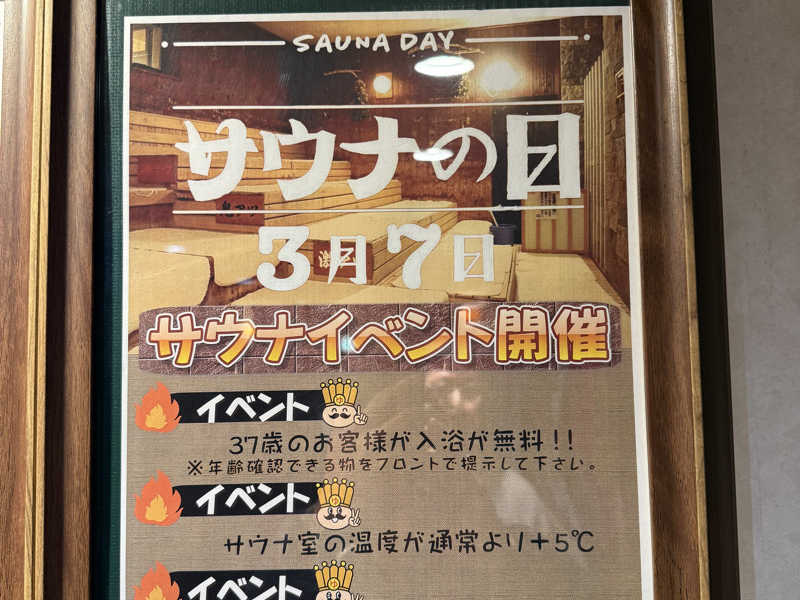 SAUNA DAY
サウナの日
3月7日
サウナイベント開催
イベント
37歳のお客様が入浴が無料!!
※年齢確認できる物をフロントで提示して下さい。
イベント
サウナ室の温度が通常より+5℃
イベント